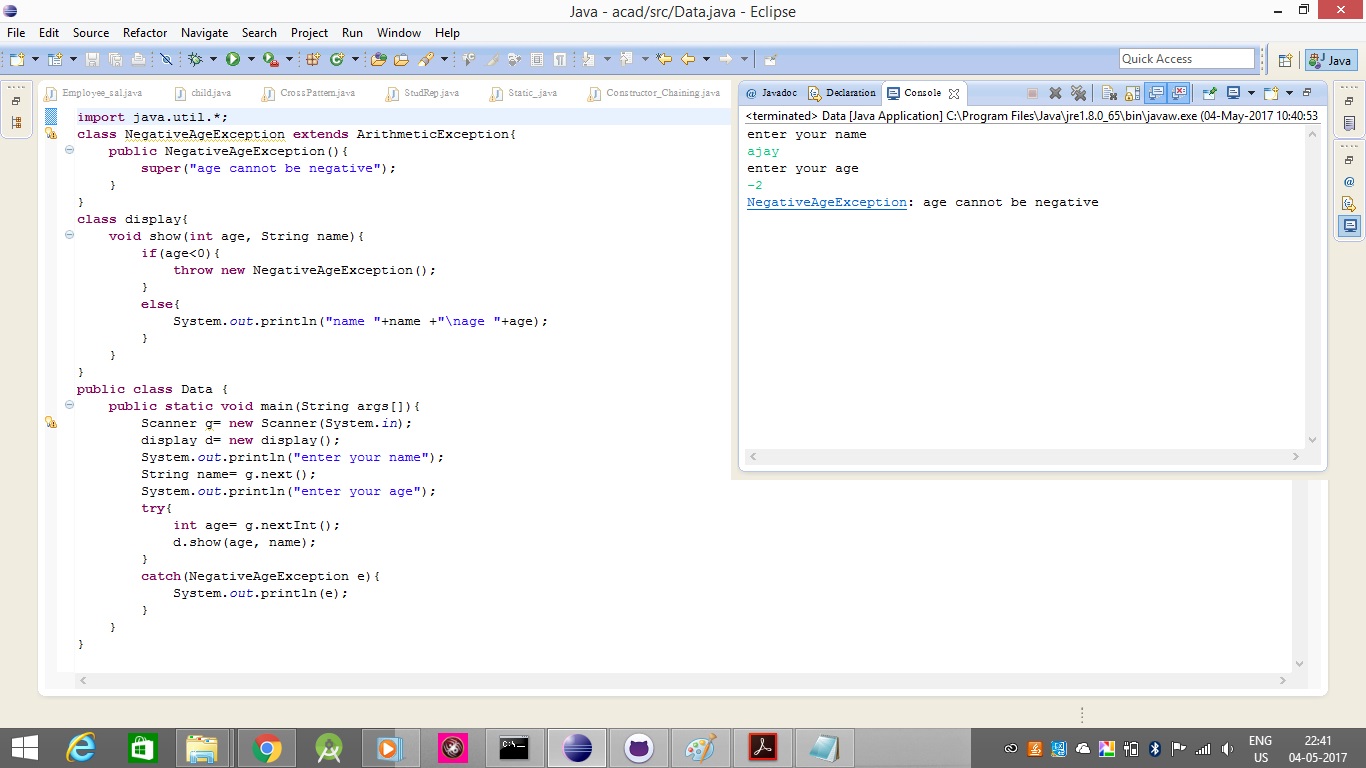 Java - acad/src/Data.java - Eclipse
File Edit Source Refactor Navigate Search Project Run Window Help
Quick Access
Java
Employee_sal.java child.java CrossPattern.java StudRep.java Static_.java Constructor_Chaining.java
import java.util.*;
class NegativeAgeException extends ArithmeticException{
public NegativeAgeException(){
super("age cannot be negative");
}
}
class display{
void show(int age, String name){
if(age<0){
throw new NegativeAgeException();
}
else{
System.out.println("name "+name +"\nage "+age);
}
}
}
public class Data {
public static void main(String args[]){
Scanner g= new Scanner(System.in);
display d= new display();
System.out.println("enter your name");
String name= g.next();
System.out.println("enter your age");
try{
int age= g.nextInt();
d.show(age, name);
}
catch(NegativeAgeException e){
System.out.println(e);
}
}
}
@ Javadoc Declaration Console
<terminated> Data [Java Application] C:\Program Files\Java\jre1.8.0_65\bin\javaw.exe (04-May-2017 10:40:53
enter your name
ajay
enter your age
-2
NegativeAgeException: age cannot be negative
ENG
US
22:41
04-05-2017